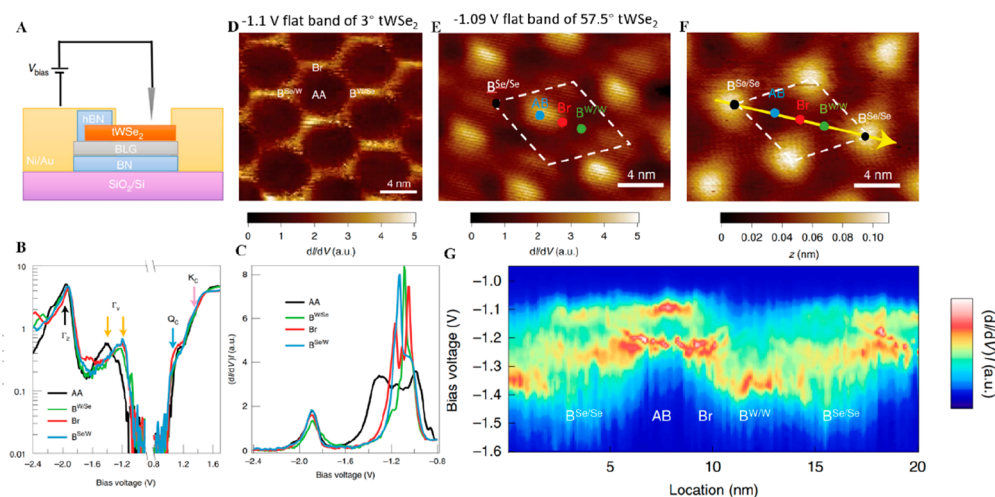 -1.1 V flat band of 3° tWSe₂
-1.09 V flat band of 57.5° tWSe₂
A
V_bias
hBN
tWSe₂
BLG
Ni/Au
BN
SiO₂/Si
D
Br
B^Se/W
AA
B^W/Se
4 nm
0 1 2 3 4 5
dI/dV (a.u.)
E
B^Se/Se
AB
Br
B^W/W
4 nm
0 1 2 3 4 5
dI/dV (a.u.)
F
B^Se/Se
AB
Br
B^W/W
B^Se/Se
4 nm
0 0.02 0.04 0.06 0.08 0.10
z (nm)
B
10
1
0.1
0.01
Γ₂
Γᵥ
K_C
Q_C
AA
B^W/Se
Br
B^Se/W
-2.4 -2.0 -1.6 -1.2 0.8 1.2 1.6
Bias voltage (V)
C
8
6
4
2
0
(dI/dV)/(a.u.)
AA
B^W/Se
Br
B^Se/W
-2.4 -2.0 -1.6 -1.2 -0.8
Bias voltage (V)
G
−1.0
−1.1
−1.2
−1.3
−1.4
−1.5
−1.6
Bias voltage (V)
B^Se/Se AB Br B^W/W B^Se/Se
5 10 15 20
Location (nm)
(dI/dV)/(a.u.)